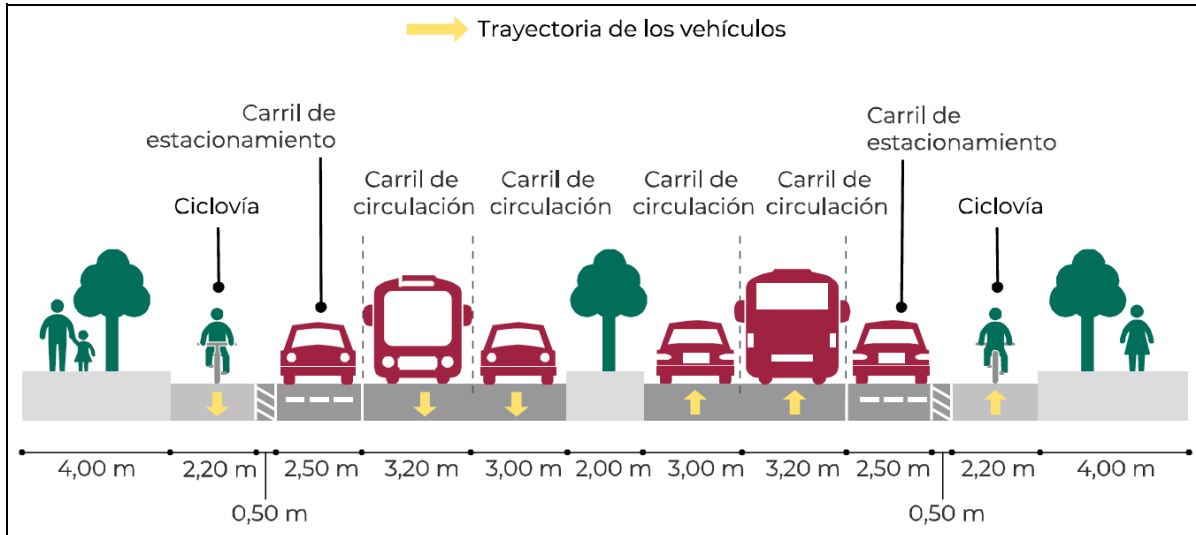 Trayectoria de los vehículos
Carril de
estacionamiento
Carril de
estacionamiento
Ciclovía
Carril de
circulación
Carril de
circulación
Carril de
circulación
Carril de
circulación
Ciclovía
4,00 m
2,20 m
2,50 m
3,20 m
3,00 m
2,00 m
3,00 m
3,20 m
2,50 m
2,20 m
4,00 m
0,50 m
0,50 m